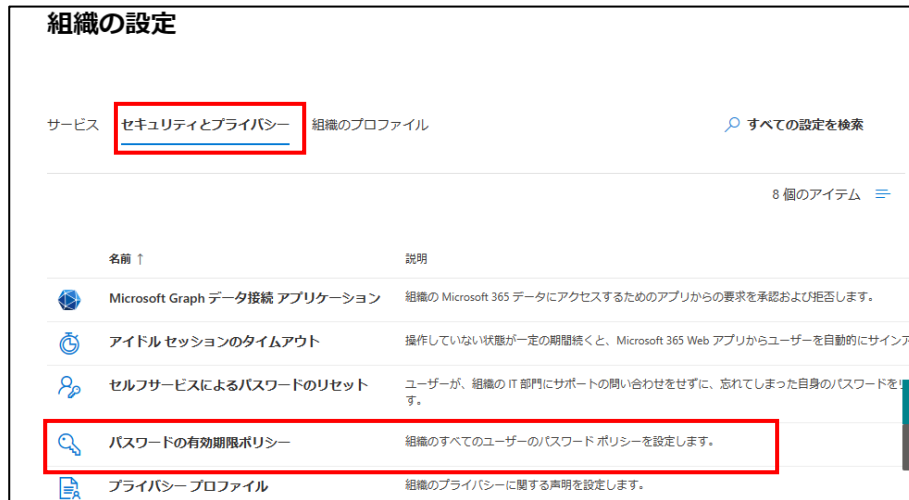 組織の設定
サービス セキュリティとプライバシー 組織のプロファイル すべての設定を検索
8 個のアイテム
名前 ↑ 説明
Microsoft Graph データ接続 アプリケーション 組織の Microsoft 365 データにアクセスするためのアプリからの要求を承認および拒否します。
アイドル セッションのタイムアウト 操作していない状態が一定の期間続くと、Microsoft 365 Web アプリからユーザーを自動的にサインア
セルフサービスによるパスワードのリセット ユーザーが、組織の IT 部門にサポートの問い合わせをせずに、忘れてしまった自身のパスワードを
す。
パスワードの有効期限ポリシー 組織のすべてのユーザーのパスワード ポリシーを設定します。
プライバシー プロファイル 組織のプライバシーに関する声明を設定します。